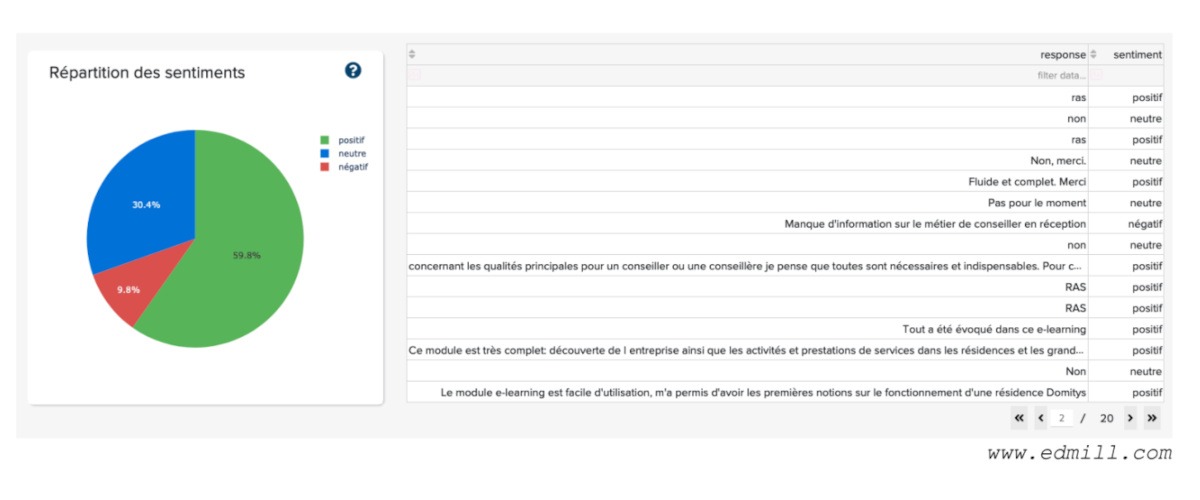 Répartition des sentiments
positif
neutre
négatif
30.4%
59.8%
9.8%
response sentiment
filter data...
ras positif
non neutre
ras positif
Non, merci. neutre
Fluide et complet. Merci positif
Pas pour le moment neutre
Manque d'information sur le métier de conseiller en réception négatif
non neutre
concernant les qualités principales pour un conseiller ou une conseillère je pense que toutes sont nécessaires et indispensables. Pour c... positif
RAS positif
RAS positif
Tout a été évoqué dans ce e-learning positif
Ce module est très complet: découverte de l entreprise ainsi que les activités et prestations de services dans les résidences et les grand... positif
Non neutre
Le module e-learning est facile d'utilisation, m'a permis d'avoir les premières notions sur le fonctionnement d'une résidence Domitys positif
« ‹ 2 / 20 › »
www.edmill.com